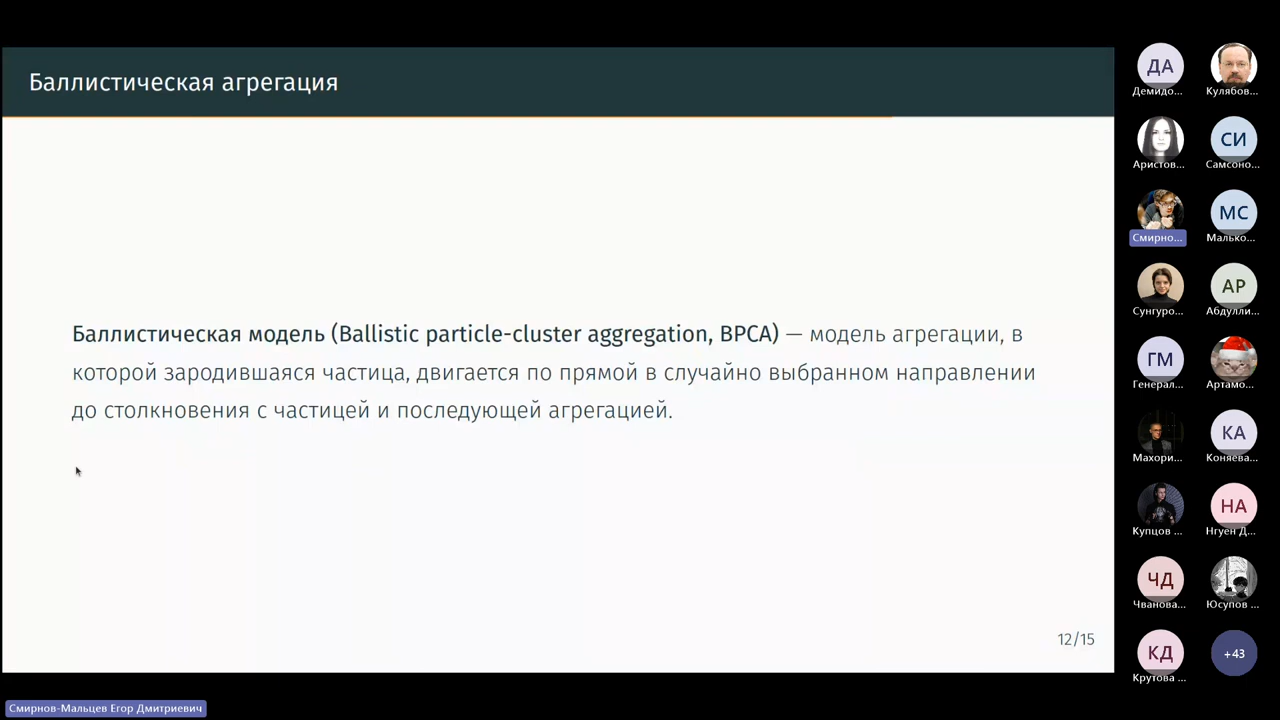 Баллистическая агрегация
Баллистическая модель (Ballistic particle-cluster aggregation, BPCA) — модель агрегации, в
которой зародившаяся частица, двигается по прямой в случайно выбранном направлении
до столкновения с частицей и последующей агрегацией.
12/15
ДА
Демидо...
Кулябов...
Аристов...
СИ
Самсоно...
Смирно...
МС
Малько...
Сунгуро...
АР
Абдулли...
ГМ
Генерал...
Артамо...
Махори...
КА
Коняева...
Купцов ...
НА
Нгуен Д...
ЧД
Чванова...
Юсупов ...
КД
Крутова ...
+43
Смирнов-Мальцев Егор Дмитриевич